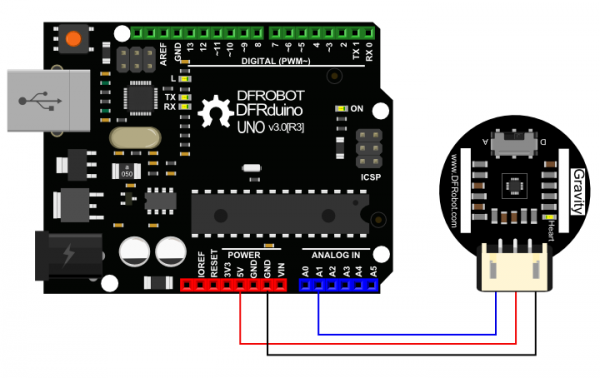 AREF
GND
13
12
~11
~10
~9
8
7
~6
~5
4
~3
2
TX 1
RX 0
DIGITAL (PWM~)
L
TX
RX
DFROBOT
DFRduino
UNO v3.0[R3]
ON
ICSP
050
IOREF
RESET
3V3
5V
GND
GND
VIN
POWER
ANALOG IN
A0
A1
A2
A3
A4
A5
D
A
www.DFRobot.com
Gravity
Heart